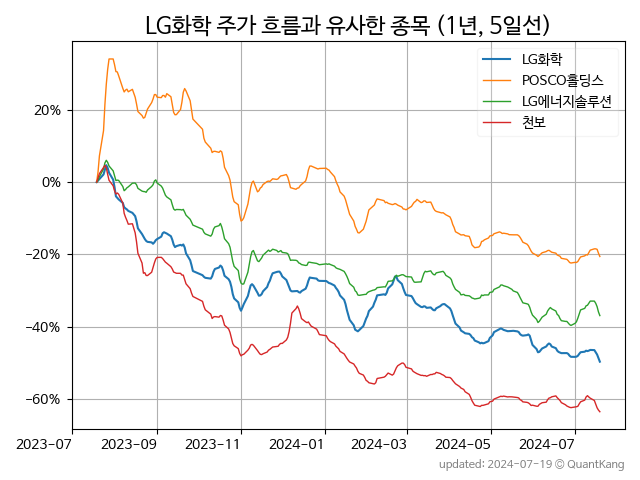 LG화학 주가 흐름과 유사한 종목 (1년, 5일선)
LG화학
POSCO홀딩스
LG에너지솔루션
천보
20%
0%
−20%
−40%
−60%
2023-07
2023-09
2023-11
2024-01
2024-03
2024-05
2024-07
updated: 2024-07-19 © QuantKang